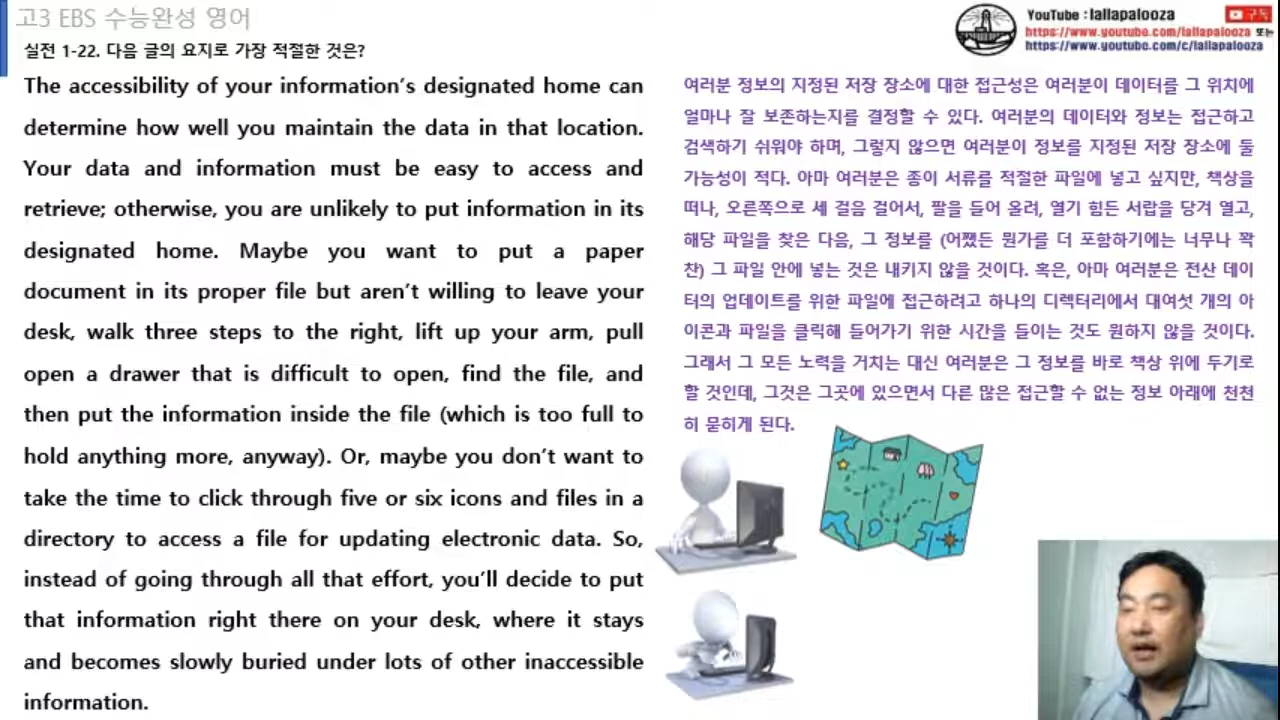 고3 EBS 수능완성 영어
YouTube : lallapalooza
구독
https://www.youtube.com/lallapalooza 또는
https://www.youtube.com/c/lallapalooza
실전 1-22. 다음 글의 요지로 가장 적절한 것은?
The accessibility of your information's designated home can
determine how well you maintain the data in that location.
Your data and information must be easy to access and
retrieve; otherwise, you are unlikely to put information in its
designated home. Maybe you want to put a paper
document in its proper file but aren't willing to leave your
desk, walk three steps to the right, lift up your arm, pull
open a drawer that is difficult to open, find the file, and
then put the information inside the file (which is too full to
hold anything more, anyway). Or, maybe you don't want to
take the time to click through five or six icons and files in a
directory to access a file for updating electronic data. So,
instead of going through all that effort, you'll decide to put
that information right there on your desk, where it stays
and becomes slowly buried under lots of other inaccessible
information.
여러분 정보의 지정된 저장 장소에 대한 접근성은 여러분이 데이터를 그 위치에
얼마나 잘 보존하는지를 결정할 수 있다. 여러분의 데이터와 정보는 접근하고
검색하기 쉬워야 하며, 그렇지 않으면 여러분이 정보를 지정된 저장 장소에 둘
가능성이 적다. 아마 여러분은 종이 서류를 적절한 파일에 넣고 싶지만, 책상을
떠나, 오른쪽으로 세 걸음 걸어서, 팔을 들어 올려, 열기 힘든 서랍을 당겨 열고,
해당 파일을 찾은 다음, 그 정보를 (어쨌든 뭔가를 더 포함하기에는 너무나 꽉
찬) 그 파일 안에 넣는 것은 내키지 않을 것이다. 혹은, 아마 여러분은 전산 데이
터의 업데이트를 위한 파일에 접근하려고 하나의 디렉터리에서 대여섯 개의 아
이콘과 파일을 클릭해 들어가기 위한 시간을 들이는 것도 원하지 않을 것이다.
그래서 그 모든 노력을 거치는 대신 여러분은 그 정보를 바로 책상 위에 두기로
할 것인데, 그것은 그곳에 있으면서 다른 많은 접근할 수 없는 정보 아래에 천천
히 묻히게 된다.